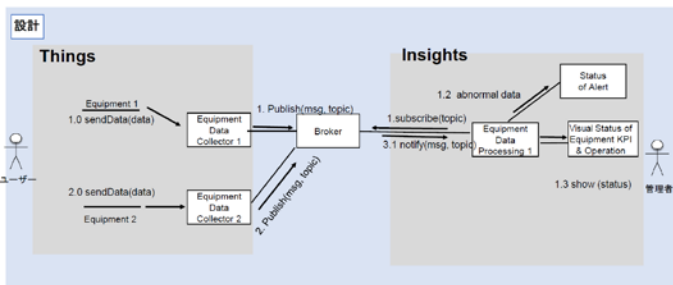 設計
Things
Insights
Equipment 1
1.0 sendData(data)
Equipment
Data
Collector 1
1. Publish(msg, topic)
Broker
1.subscribe(topic)
3.1 notify(msg, topic)
1.2 abnormal data
Status
of Alert
Equipment
Data
Processing 1
Visual Status of
Equipment KPI
& Operation
1.3 show (status)
ユーザー
管理者
2.0 sendData(data)
Equipment 2
Equipment
Data
Collector 2
2. Publish(msg, topic)